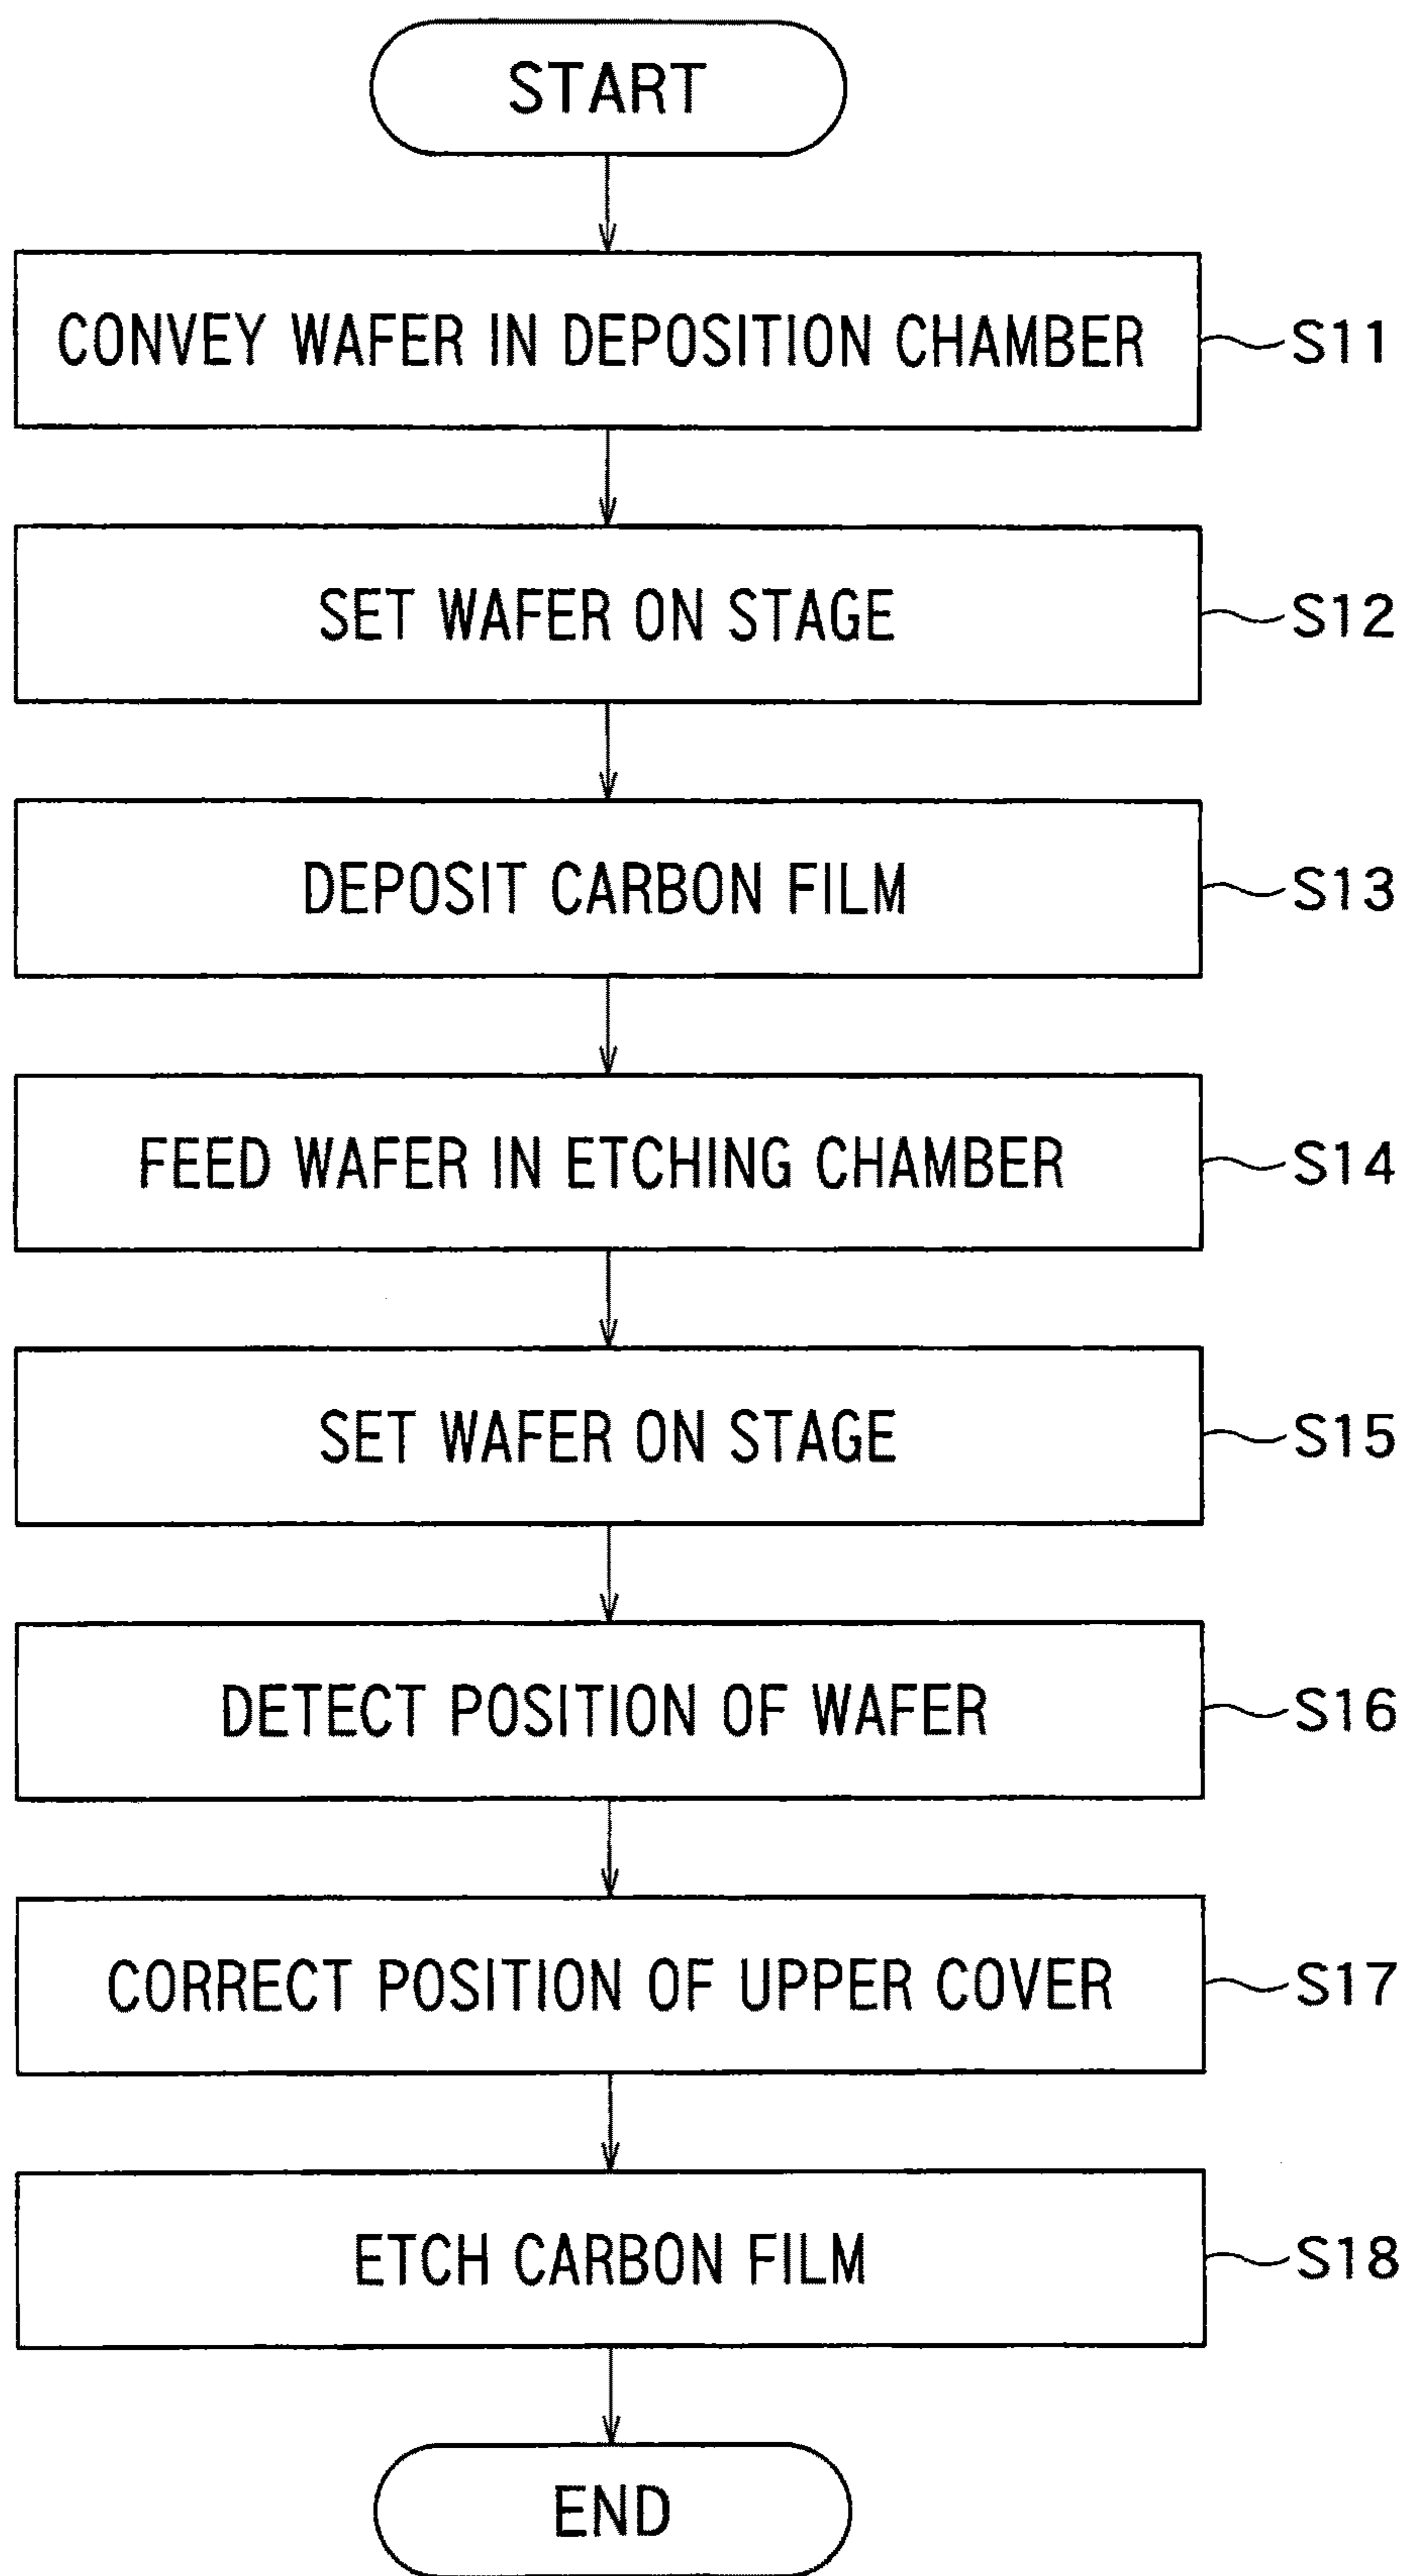 START
CONVEY WAFER IN DEPOSITION CHAMBER S11
SET WAFER ON STAGE S12
DEPOSIT CARBON FILM S13
FEED WAFER IN ETCHING CHAMBER S14
SET WAFER ON STAGE S15
DETECT POSITION OF WAFER S16
CORRECT POSITION OF UPPER COVER S17
ETCH CARBON FILM S18
END